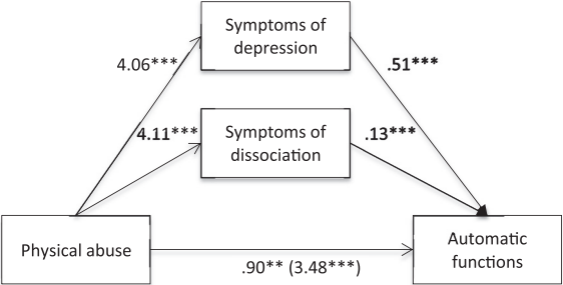 Symptoms of
depression
4.06***
.51***
Symptoms of
dissociation
4.11***
.13***
Physical abuse
Automatic
functions
.90** (3.48***)